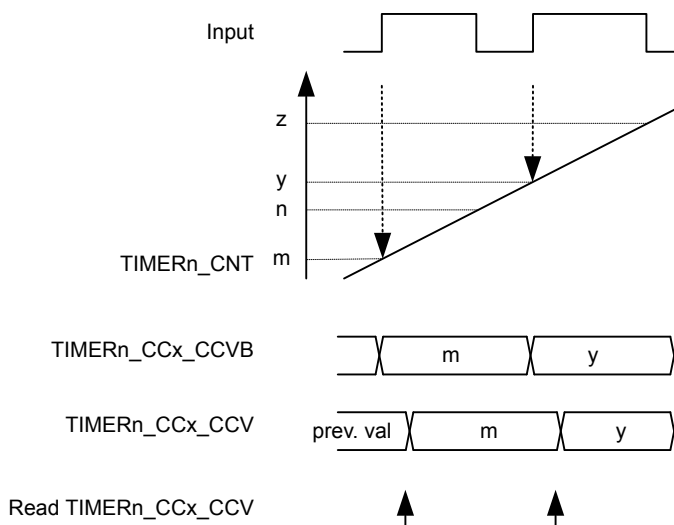 Input
z
y
n
TIMERn_CNT m
TIMERn_CCx_CCVB m y
TIMERn_CCx_CCV prev. val m y
Read TIMERn_CCx_CCV